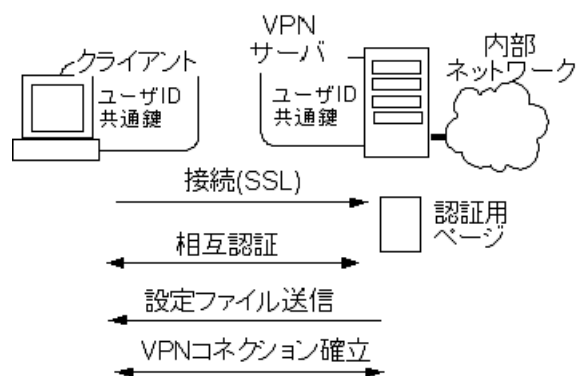 クライアント
ユーザID
共通鍵
VPN
サーバ
ユーザID
共通鍵
内部
ネットワーク
接続(SSL)
認証用
ページ
相互認証
設定ファイル送信
VPNコネクション確立